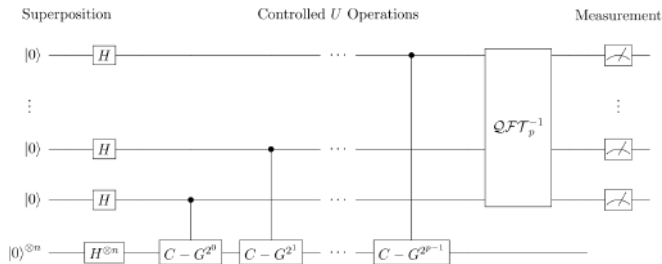 Superposition Controlled U Operations Measurement
|0⟩ H ···
⋮ QFT_p^{-1} ⋮
|0⟩ H ···
|0⟩ H ···
|0⟩^{⊗n} H^{⊗n} C − G^{2^0} C − G^{2^1} ··· C − G^{2^{p−1}}